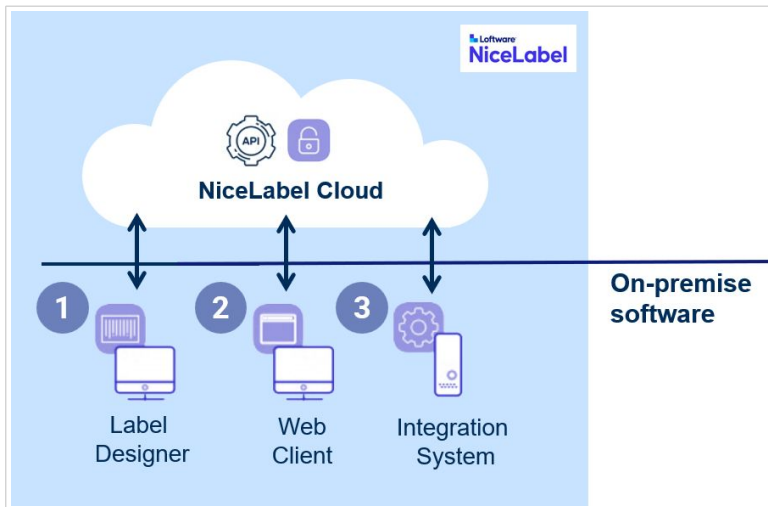 Loftware
NiceLabel
API
NiceLabel Cloud
On-premise
software
1
2
3
Label
Designer
Web
Client
Integration
System